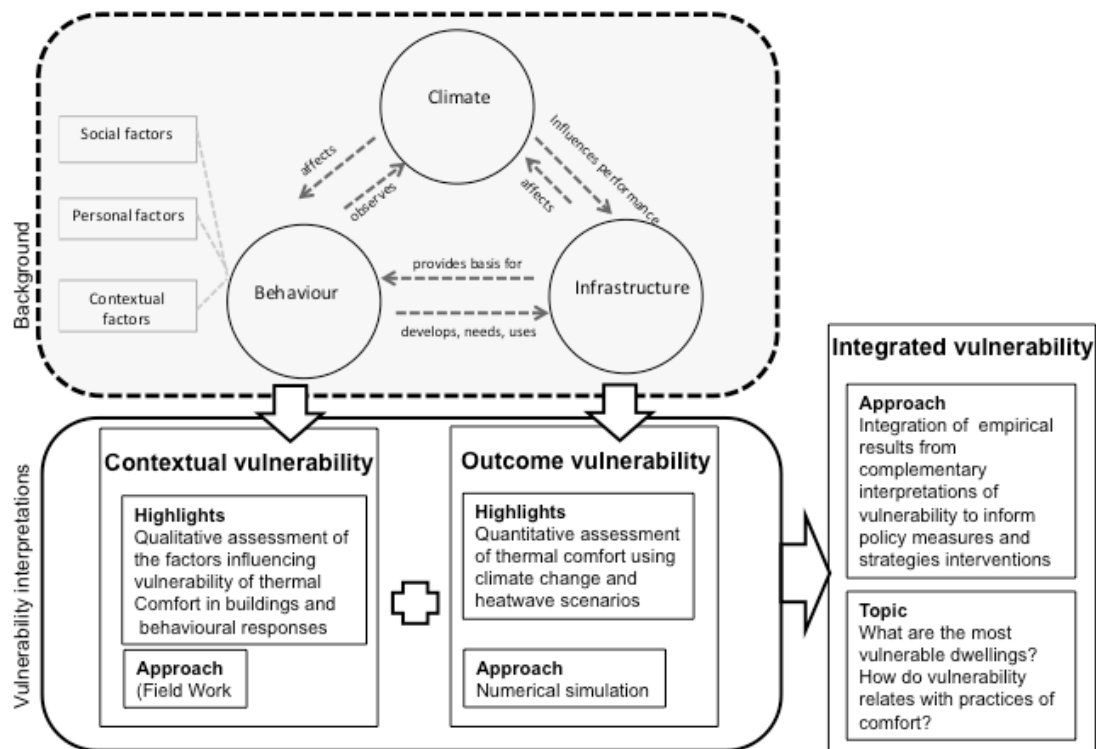 Climate
Social factors
affects
Influences performance
observes
affects
Personal factors
provides basis for
Behaviour
Infrastructure
Contextual
factors
develops, needs, uses
Background
Integrated vulnerability
Approach
Integration of empirical
results from
complementary
interpretations of
vulnerability to inform
policy measures and
strategies interventions
Topic
What are the most
vulnerable dwellings?
How do vulnerability
relates with practices of
comfort?
Vulnerability interpretations
Contextual vulnerability
Highlights
Qualitative assessment of
the factors influencing
vulnerability of thermal
Comfort in buildings and
behavioural responses
Approach
(Field Work
Outcome vulnerability
Highlights
Quantitative assessment
of thermal comfort using
climate change and
heatwave scenarios
Approach
Numerical simulation